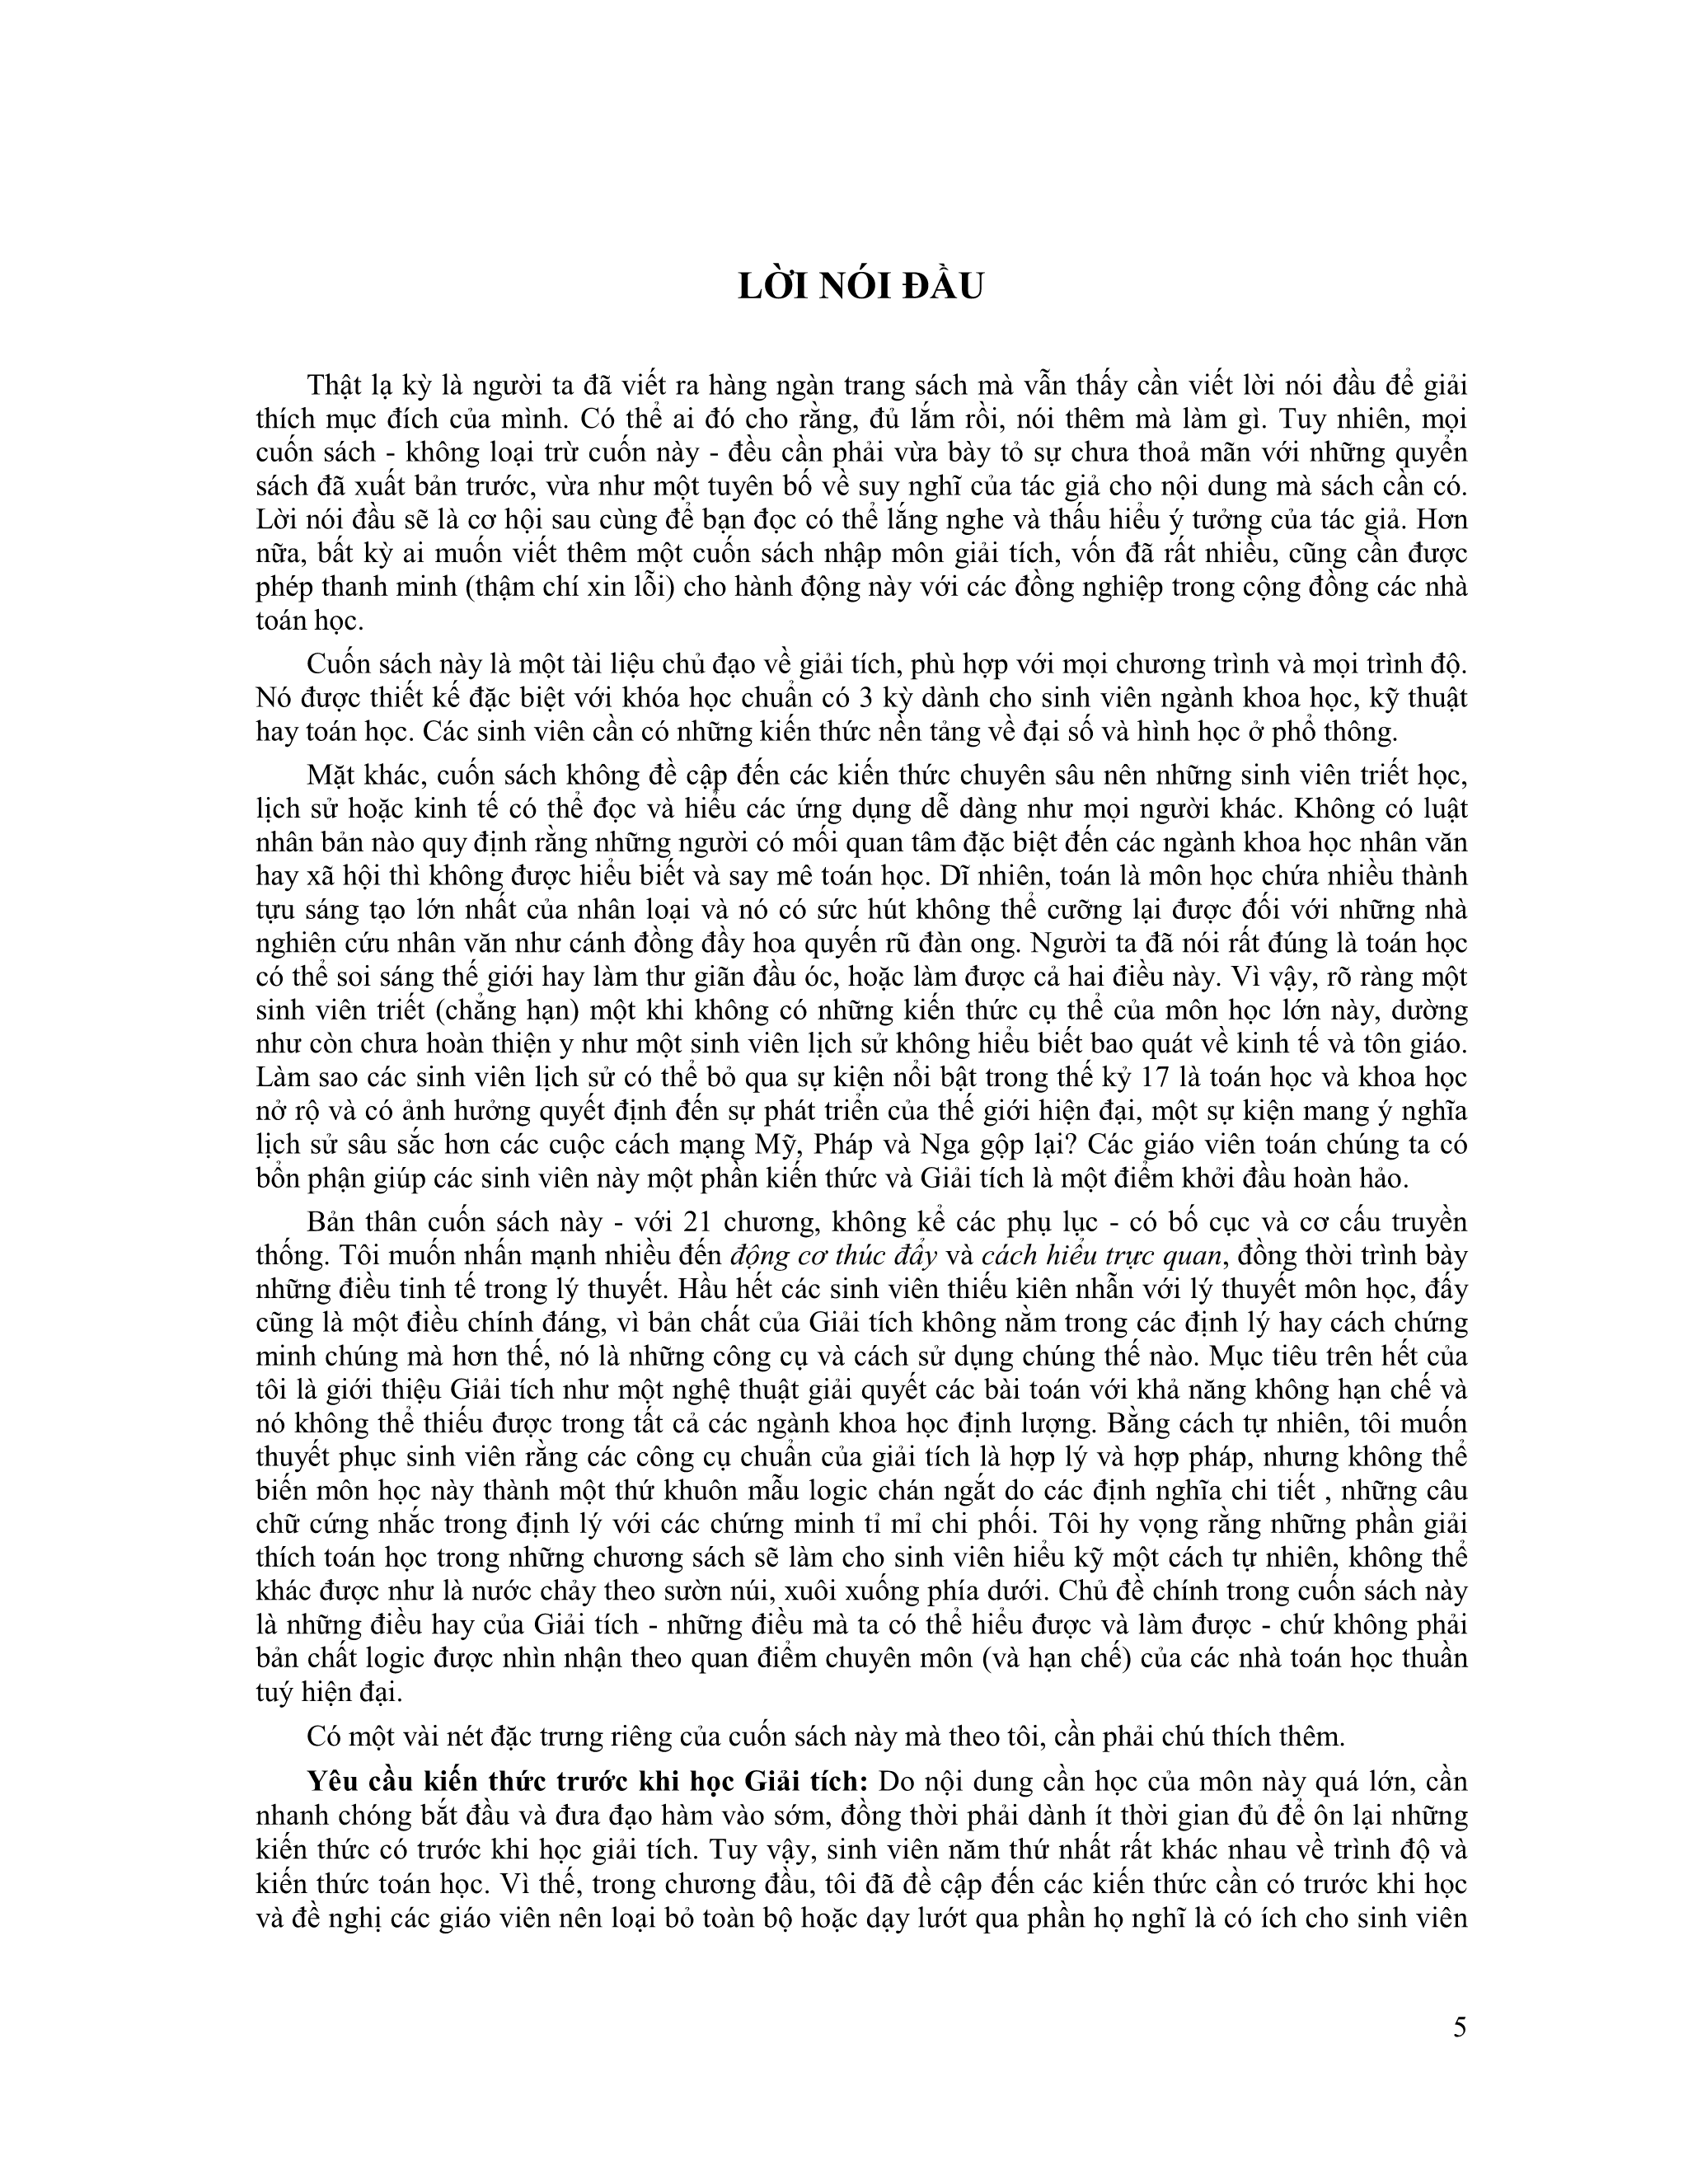 LỜI NÓI ĐẦU
Thật lạ kỳ là người ta đã viết ra hàng ngàn trang sách mà vẫn thấy cần viết lời nói đầu để giải
thích mục đích của mình. Có thể ai đó cho rằng, đủ lắm rồi, nói thêm mà làm gì. Tuy nhiên, mọi
cuốn sách - không loại trừ cuốn này - đều cần phải vừa bày tỏ sự chưa thoả mãn với những quyển
sách đã xuất bản trước, vừa như một tuyên bố về suy nghĩ của tác giả cho nội dung mà sách cần có.
Lời nói đầu sẽ là cơ hội sau cùng để bạn đọc có thể lắng nghe và thấu hiểu ý tưởng của tác giả. Hơn
nữa, bất kỳ ai muốn viết thêm một cuốn sách nhập môn giải tích, vốn đã rất nhiều, cũng cần được
phép thanh minh (thậm chí xin lỗi) cho hành động này với các đồng nghiệp trong cộng đồng các nhà
toán học.
Cuốn sách này là một tài liệu chủ đạo về giải tích, phù hợp với mọi chương trình và mọi trình độ.
Nó được thiết kế đặc biệt với khóa học chuẩn có 3 kỳ dành cho sinh viên ngành khoa học, kỹ thuật
hay toán học. Các sinh viên cần có những kiến thức nền tảng về đại số và hình học ở phổ thông.
Mặt khác, cuốn sách không đề cập đến các kiến thức chuyên sâu nên những sinh viên triết học,
lịch sử hoặc kinh tế có thể đọc và hiểu các ứng dụng dễ dàng như mọi người khác. Không có luật
nhân bản nào quy định rằng những người có mối quan tâm đặc biệt đến các ngành khoa học nhân văn
hay xã hội thì không được hiểu biết và say mê toán học. Dĩ nhiên, toán là môn học chứa nhiều thành
tựu sáng tạo lớn nhất của nhân loại và nó có sức hút không thể cưỡng lại được đối với những nhà
nghiên cứu nhân văn như cánh đồng đầy hoa quyến rũ đàn ong. Người ta đã nói rất đúng là toán học
có thể soi sáng thế giới hay làm thư giãn đầu óc, hoặc làm được cả hai điều này. Vì vậy, rõ ràng một
sinh viên triết (chẳng hạn) một khi không có những kiến thức cụ thể của môn học lớn này, dường
như còn chưa hoàn thiện y như một sinh viên lịch sử không hiểu biết bao quát về kinh tế và tôn giáo.
Làm sao các sinh viên lịch sử có thể bỏ qua sự kiện nổi bật trong thế kỷ 17 là toán học và khoa học
nở rộ và có ảnh hưởng quyết định đến sự phát triển của thế giới hiện đại, một sự kiện mang ý nghĩa
lịch sử sâu sắc hơn các cuộc cách mạng Mỹ, Pháp và Nga gộp lại? Các giáo viên toán chúng ta có
bổn phận giúp các sinh viên này một phần kiến thức và Giải tích là một điểm khởi đầu hoàn hảo.
Bản thân cuốn sách này - với 21 chương, không kể các phụ lục - có bố cục và cơ cấu truyền
thống. Tôi muốn nhấn mạnh nhiều đến động cơ thúc đẩy và cách hiểu trực quan, đồng thời trình bày
những điều tinh tế trong lý thuyết. Hầu hết các sinh viên thiếu kiên nhẫn với lý thuyết môn học, đấy
cũng là một điều chính đáng, vì bản chất của Giải tích không nằm trong các định lý hay cách chứng
minh chúng mà hơn thế, nó là những công cụ và cách sử dụng chúng thế nào. Mục tiêu trên hết của
tôi là giới thiệu Giải tích như một nghệ thuật giải quyết các bài toán với khả năng không hạn chế và
nó không thể thiếu được trong tất cả các ngành khoa học định lượng. Bằng cách tự nhiên, tôi muốn
thuyết phục sinh viên rằng các công cụ chuẩn của giải tích là hợp lý và hợp pháp, nhưng không thể
biến môn học này thành một thứ khuôn mẫu logic chán ngắt do các định nghĩa chi tiết , những câu
chữ cứng nhắc trong định lý với các chứng minh tỉ mỉ chi phối. Tôi hy vọng rằng những phần giải
thích toán học trong những chương sách sẽ làm cho sinh viên hiểu kỹ một cách tự nhiên, không thể
khác được như là nước chảy theo sườn núi, xuôi xuống phía dưới. Chủ đề chính trong cuốn sách này
là những điều hay của Giải tích - những điều mà ta có thể hiểu được và làm được - chứ không phải
bản chất logic được nhìn nhận theo quan điểm chuyên môn (và hạn chế) của các nhà toán học thuần
tuý hiện đại.
Có một vài nét đặc trưng riêng của cuốn sách này mà theo tôi, cần phải chú thích thêm.
Yêu cầu kiến thức trước khi học Giải tích: Do nội dung cần học của môn này quá lớn, cần
nhanh chóng bắt đầu và đưa đạo hàm vào sớm, đồng thời phải dành ít thời gian đủ để ôn lại những
kiến thức có trước khi học giải tích. Tuy vậy, sinh viên năm thứ nhất rất khác nhau về trình độ và
kiến thức toán học. Vì thế, trong chương đầu, tôi đã đề cập đến các kiến thức cần có trước khi học
và đề nghị các giáo viên nên loại bỏ toàn bộ hoặc dạy lướt qua phần họ nghĩ là có ích cho sinh viên
5